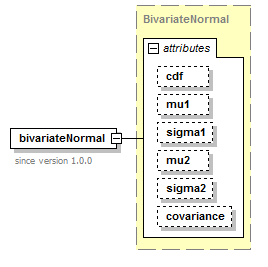 BivariateNormal
attributes
cdf
mu1
sigma1
mu2
sigma2
covariance
bivariateNormal
since version 1.0.0